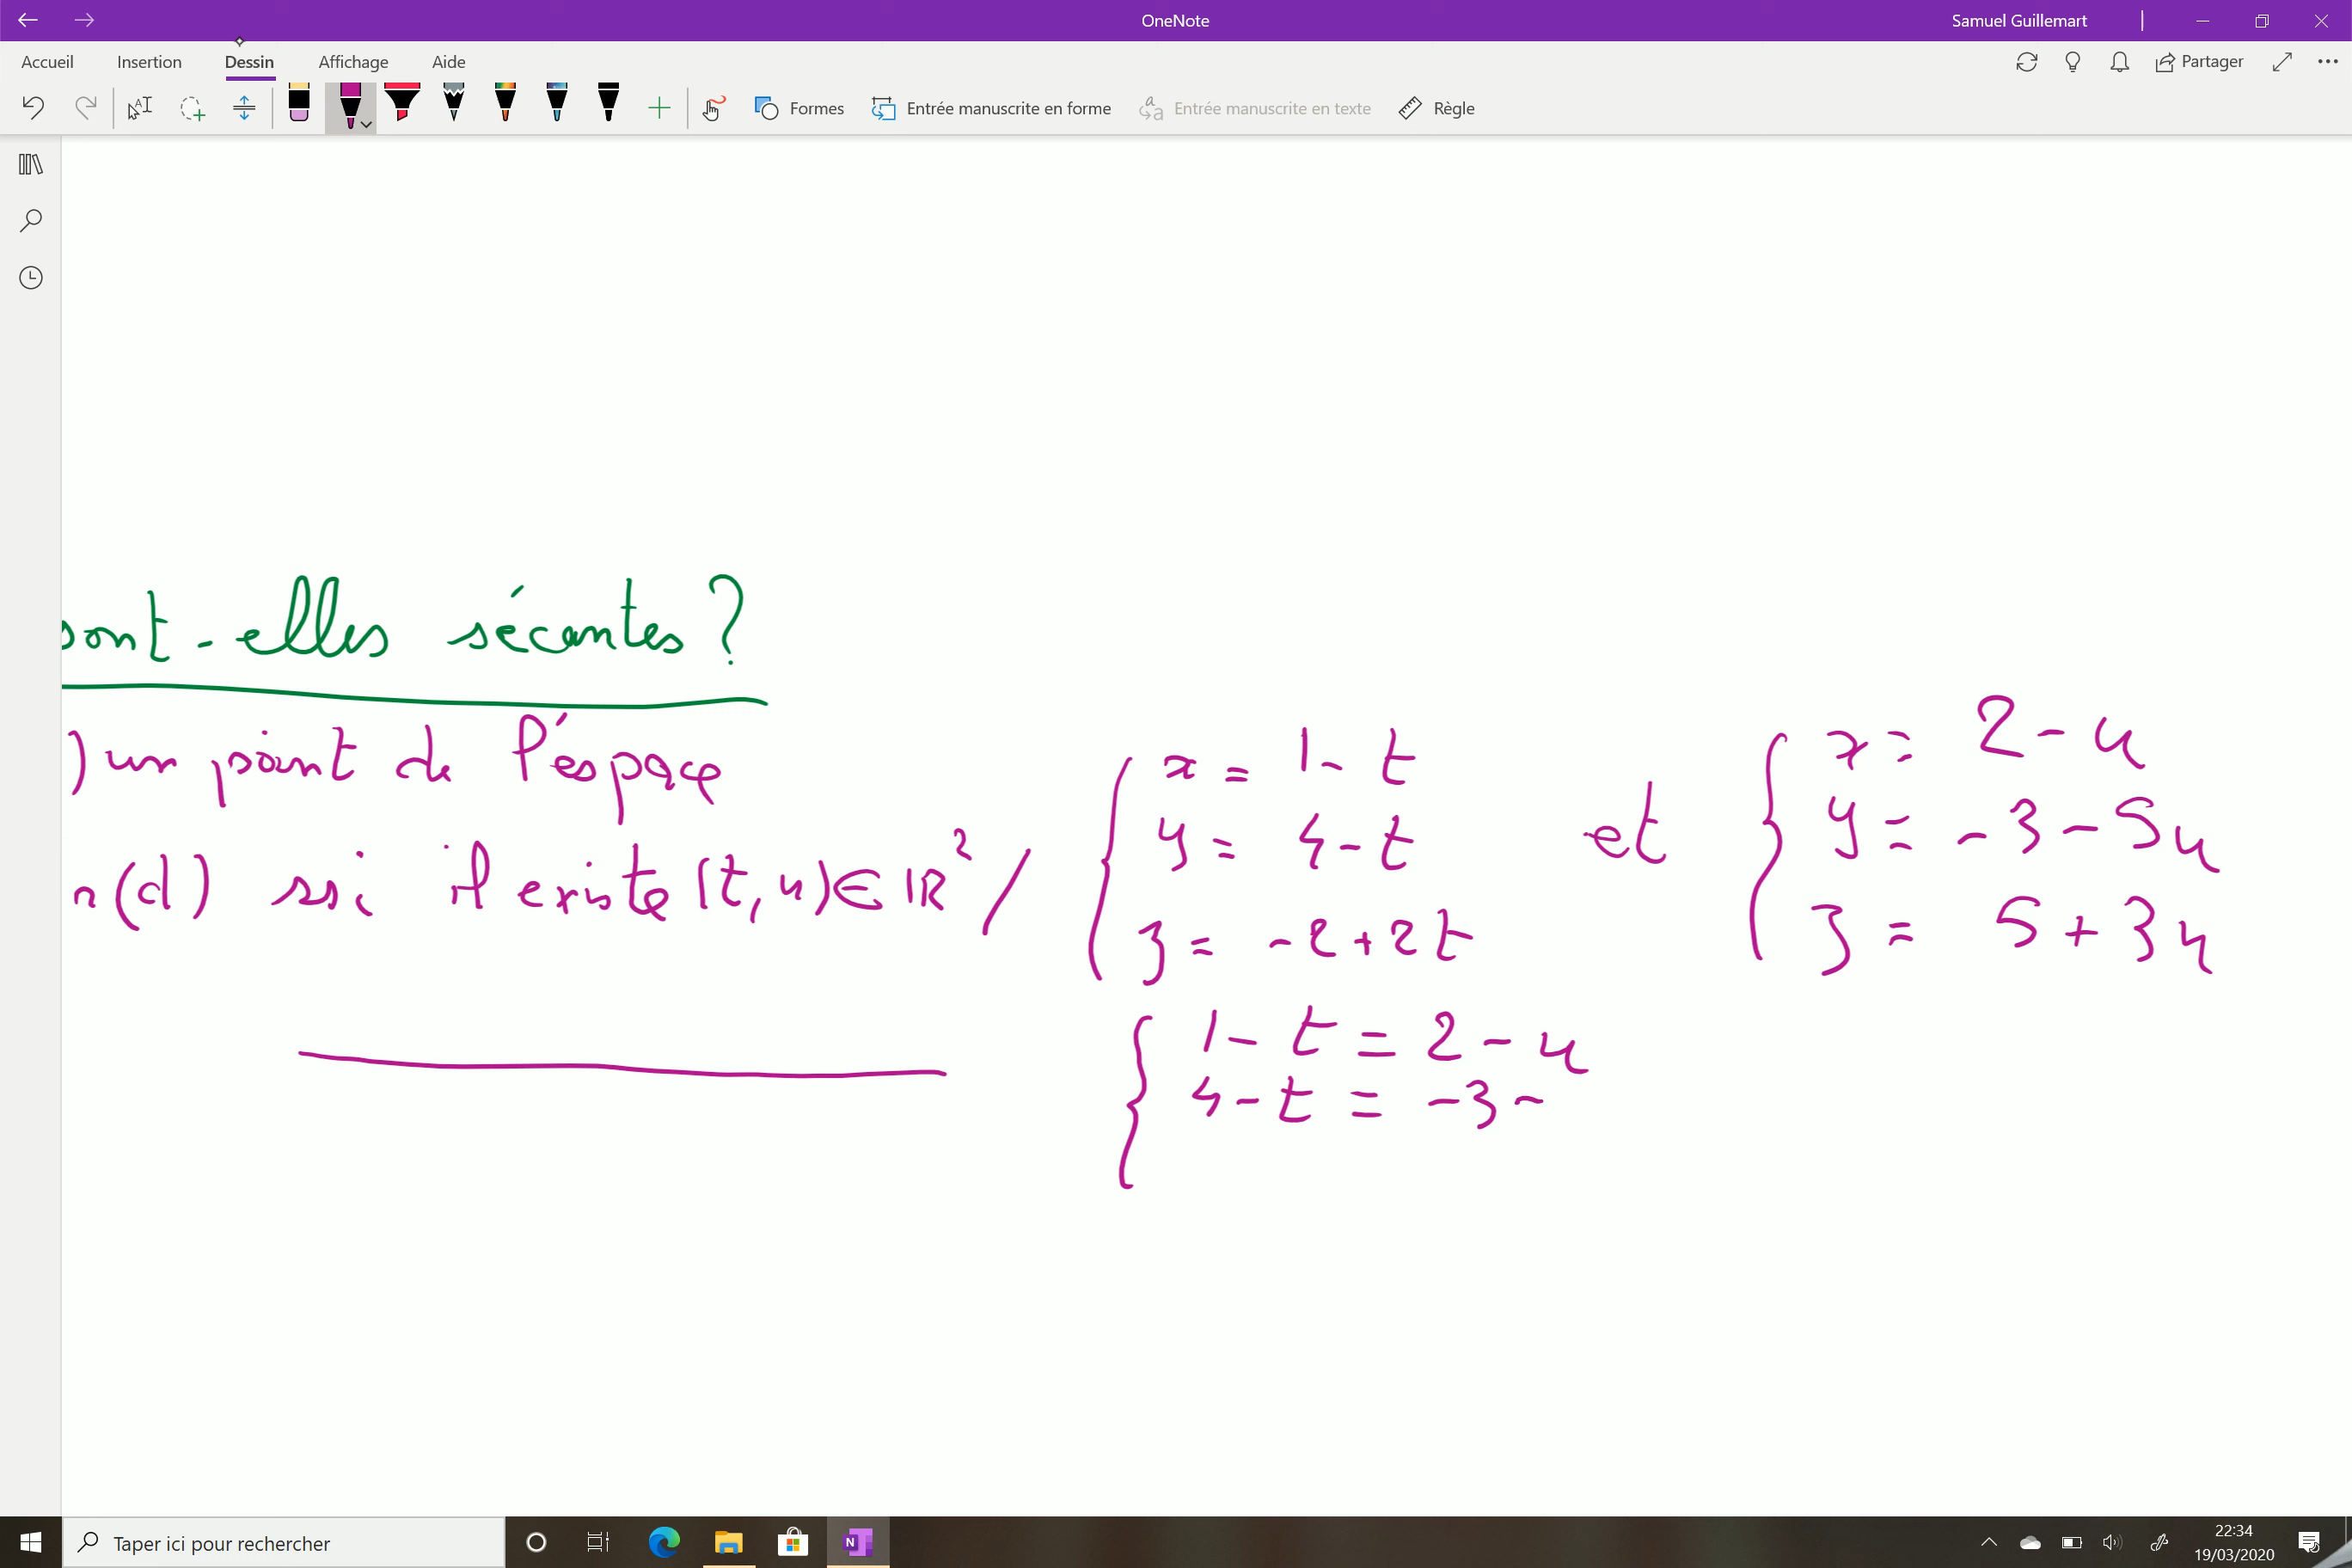 OneNote
Samuel Guillemart
Accueil Insertion Dessin Affichage Aide
Partager
Formes Entrée manuscrite en forme Entrée manuscrite en texte Règle
sont-elles sécantes ?
) un point de l'espace
(d) ssi il existe (t, u) ∈ ℝ² /
{ x = 1 - t
y = 4 - t
z = -2 + 2t
et
{ x = 2 - u
y = -3 - 5u
z = 5 + 3u
{ 1 - t = 2 - u
4 - t = -3 -
Taper ici pour rechercher
22:34
19/03/2020